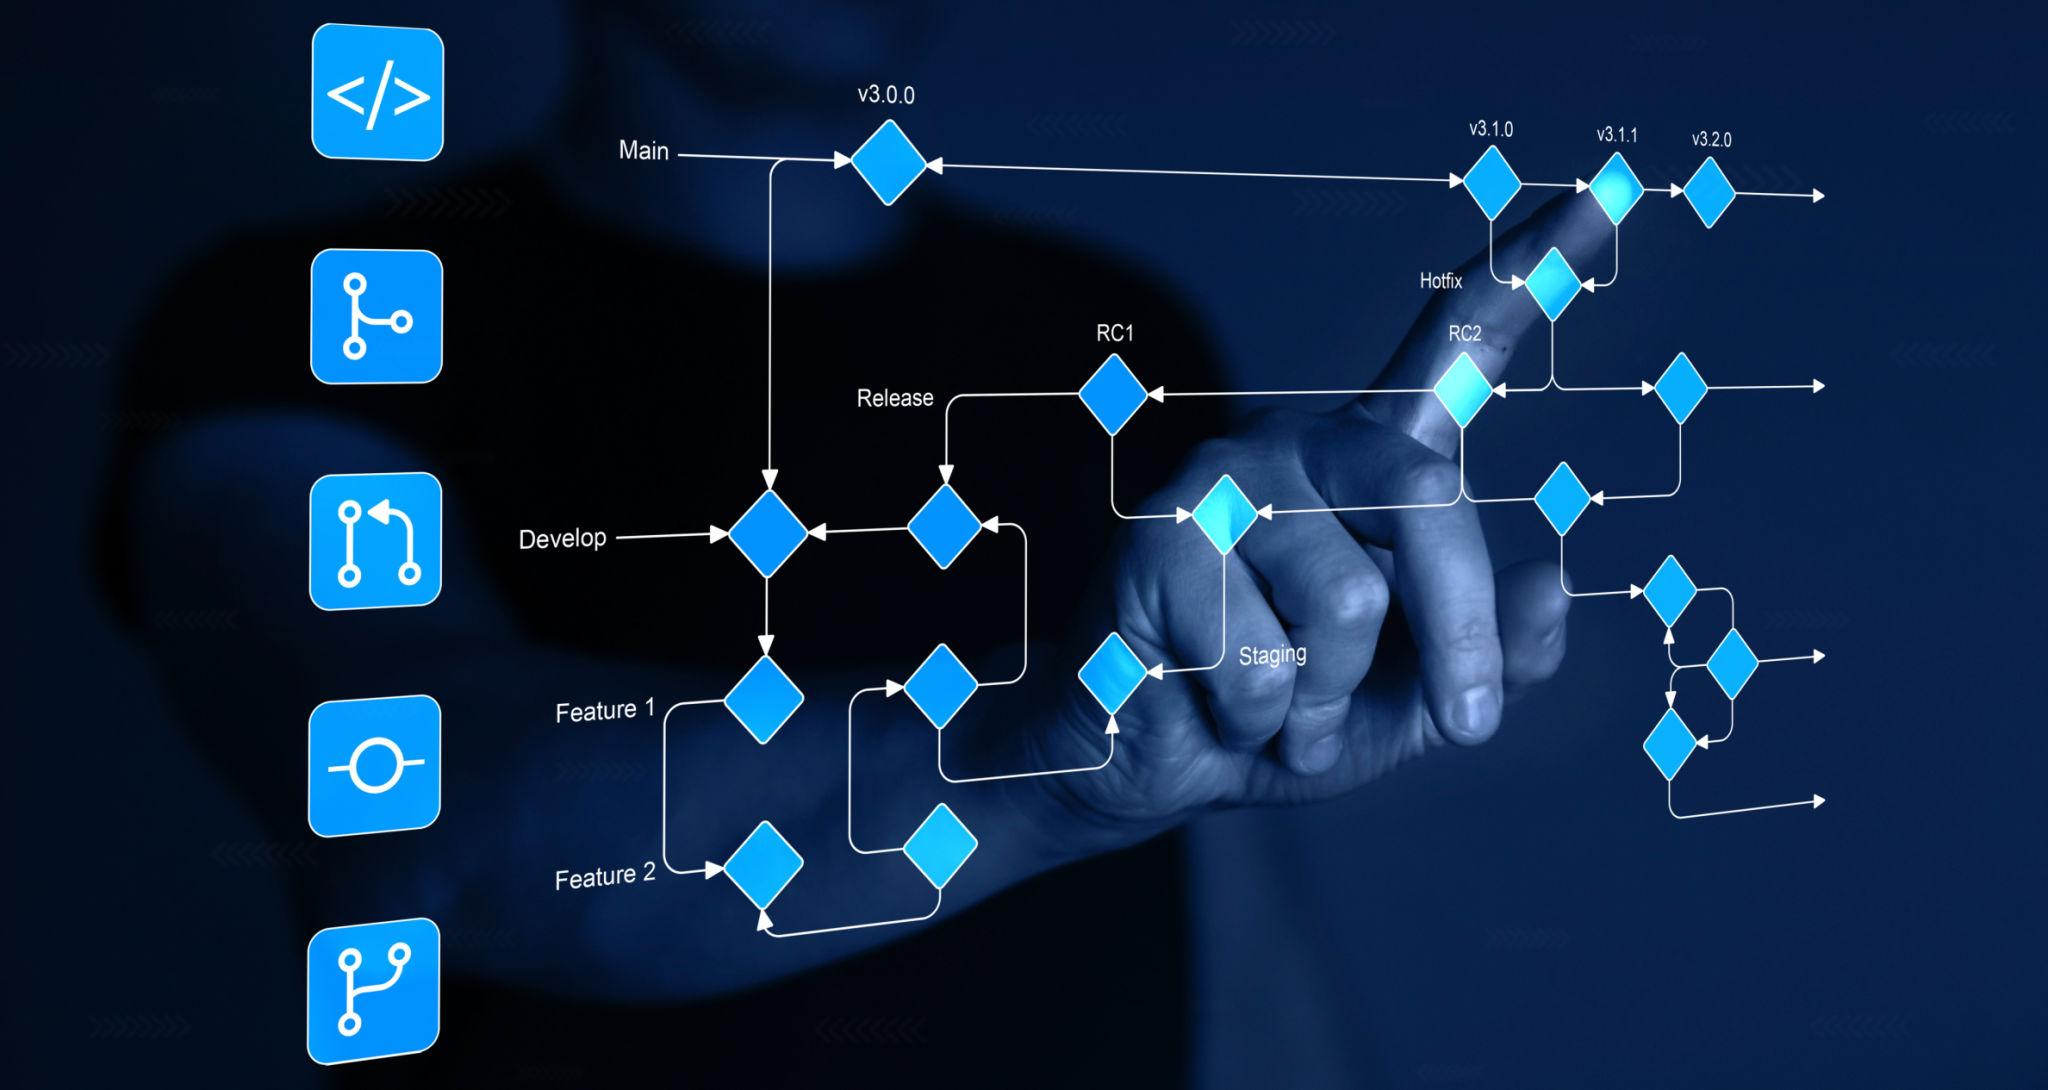 </>
v3.0.0
Main
v3.1.0
v3.1.1
v3.2.0
Hotfix
RC1
RC2
Release
Develop
Staging
Feature 1
Feature 2